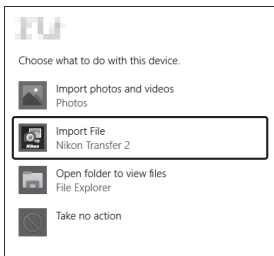 Choose what to do with this device.
Import photos and videos
Photos
Import File
Nikon Transfer 2
Open folder to view files
File Explorer
Take no action